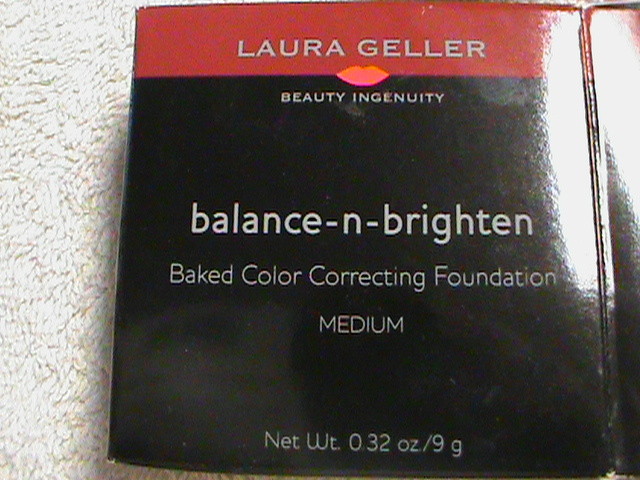 LAURA GELLER
BEAUTY INGENUITY
balance-n-brighten
Baked Color Correcting Foundation
MEDIUM
Net Wt. 0.32 oz./9 g